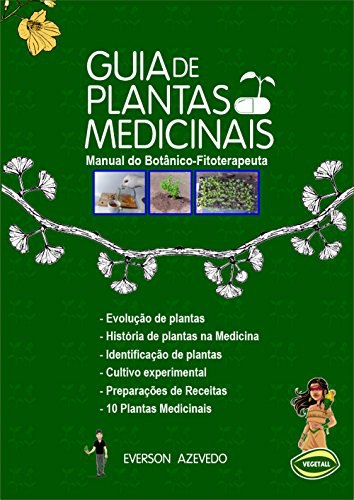 GUIA DE
PLANTAS
MEDICINAIS
Manual do Botânico-Fitoterapeuta
- Evolução de plantas
- História de plantas na Medicina
- Identificação de plantas
- Cultivo experimental
- Preparações de Receitas
- 10 Plantas Medicinais
VEGETALL
EVERSON AZEVEDO